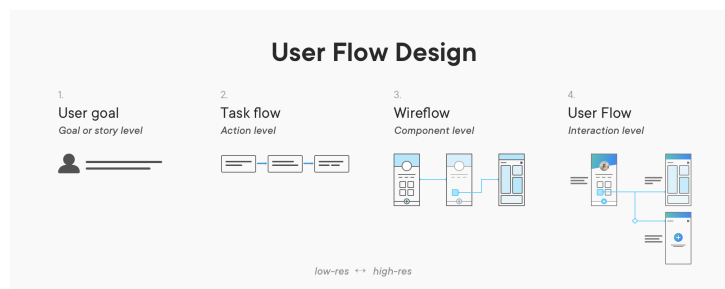 User Flow Design
1.
User goal
Goal or story level
2.
Task flow
Action level
3.
Wireflow
Component level
4.
User Flow
Interaction level
low-res ↔ high-res